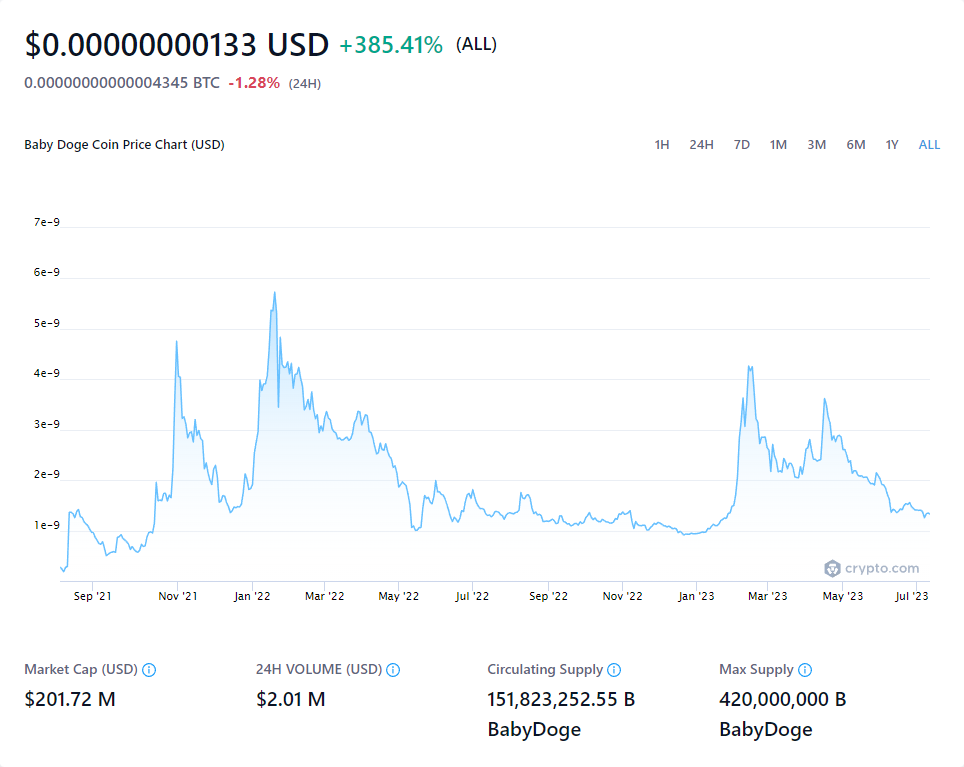 $0.00000000133 USD +385.41% (ALL)
0.00000000000004345 BTC -1.28% (24H)
Baby Doge Coin Price Chart (USD) 1H 24H 7D 1M 3M 6M 1Y ALL
7e-9
6e-9
5e-9
4e-9
3e-9
2e-9
1e-9
crypto.com
Sep '21 Nov '21 Jan '22 Mar '22 May '22 Jul '22 Sep '22 Nov '22 Jan '23 Mar '23 May '23 Jul '23
Market Cap (USD) 24H VOLUME (USD) Circulating Supply Max Supply
$201.72 M $2.01 M 151,823,252.55 B 420,000,000 B
BabyDoge BabyDoge